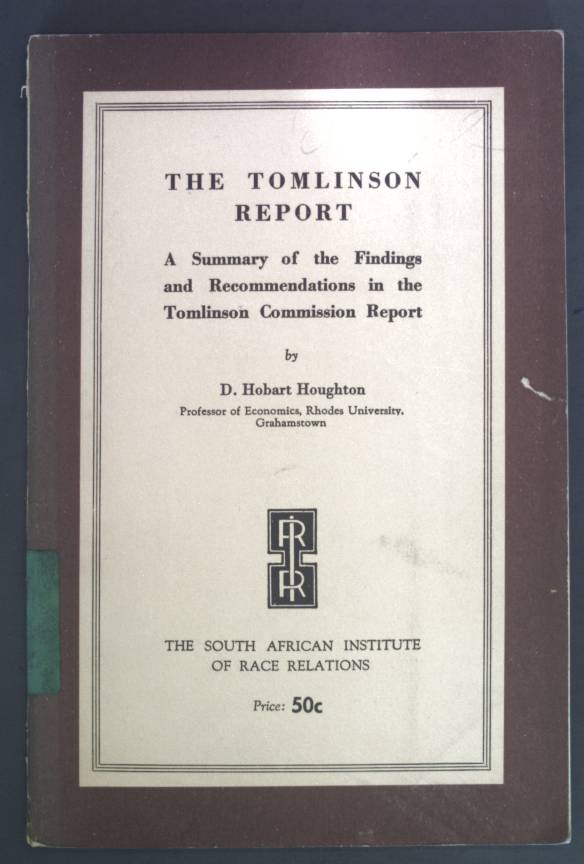 THE TOMLINSON
REPORT
A Summary of the Findings
and Recommendations in the
Tomlinson Commission Report
by
D. Hobart Houghton
Professor of Economics, Rhodes University,
Grahamstown
THE SOUTH AFRICAN INSTITUTE
OF RACE RELATIONS
Price: 50c